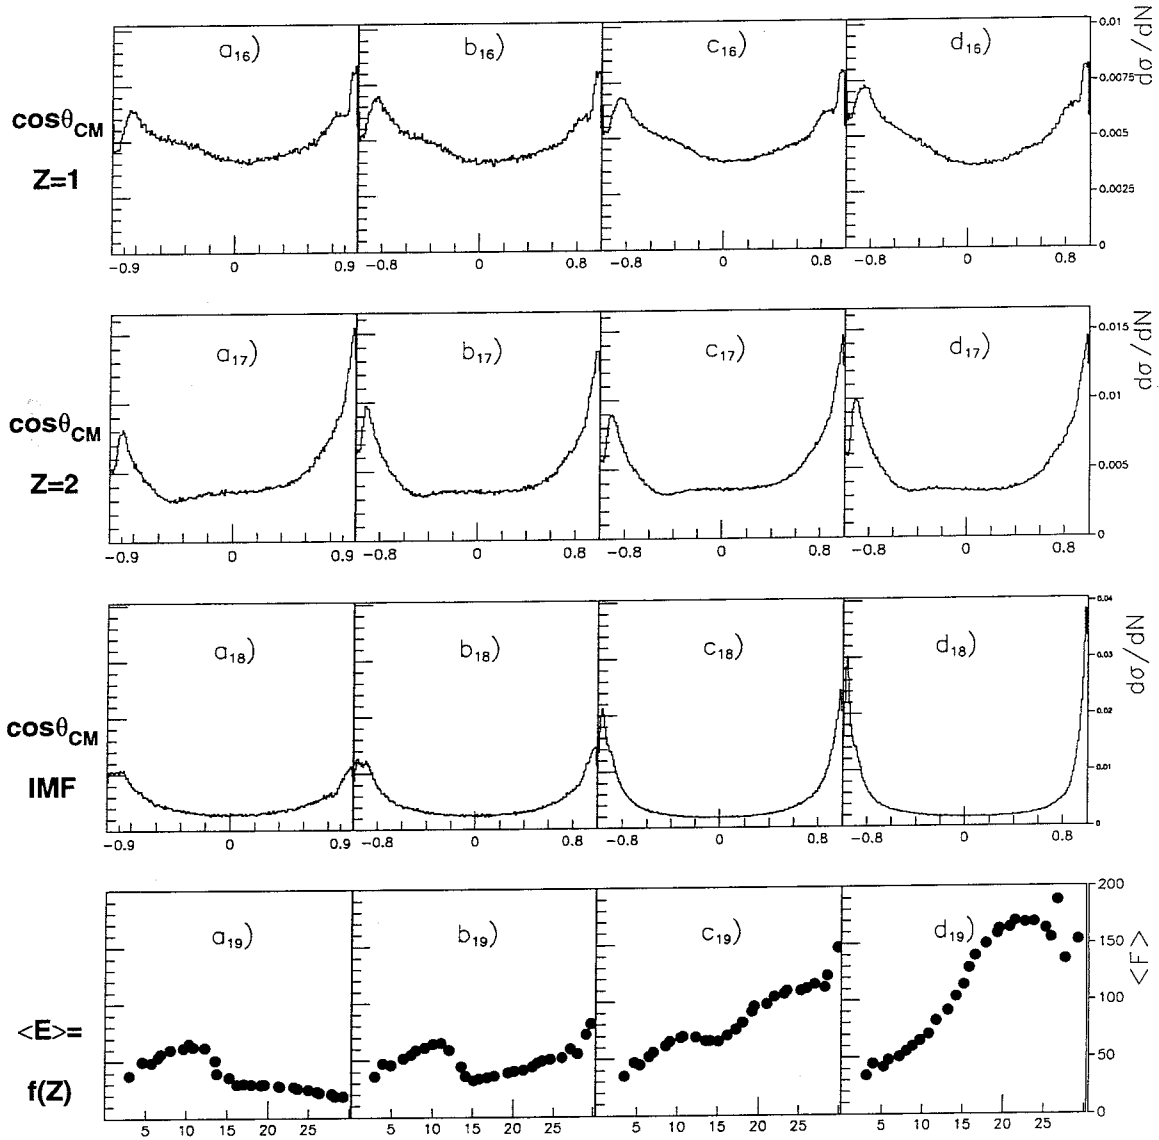 a16) b16) c16) d16)
0.01
0.0075
0.005
0.0025
0
dσ/dN
cosθCM
Z=1
−0.9 0 0.9 −0.8 0 0.8 −0.8 0 0.8 −0.8 0 0.8
a17) b17) c17) d17)
0.015
0.01
0.005
0
dσ/dN
cosθCM
Z=2
−0.9 0 0.9 −0.8 0 0.8 −0.8 0 0.8 −0.8 0 0.8
a18) b18) c18) d18)
0.04
0.03
0.02
0.01
0
dσ/dN
cosθCM
IMF
−0.9 0 0.9 −0.8 0 0.8 −0.8 0 0.8 −0.8 0 0.8
a19) b19) c19) d19)
200
150
100
50
0
<F>
<E>=
f(Z)
5 10 15 20 25 5 10 15 20 25 5 10 15 20 25 5 10 15 20 25